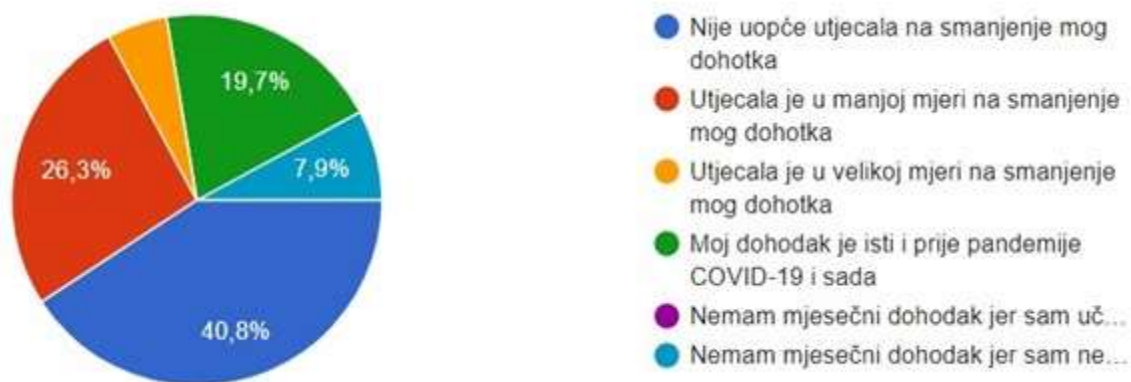 19,7%
26,3%
7,9%
40,8%
Nije uopće utjecala na smanjenje mog
dohotka
Utjecala je u manjoj mjeri na smanjenje
mog dohotka
Utjecala je u velikoj mjeri na smanjenje
mog dohotka
Moj dohodak je isti i prije pandemije
COVID-19 i sada
Nemam mjesečni dohodak jer sam uč...
Nemam mjesečni dohodak jer sam ne...